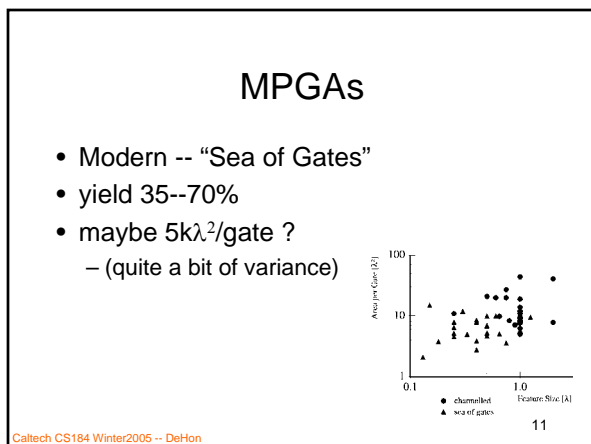 MPGAs
• Modern -- “Sea of Gates”
• yield 35--70%
• maybe 5kλ²/gate ?
– (quite a bit of variance)
Area per Gate [λ²]
100
10
1
0.1
1.0
Feature Size [λ]
channelled
sea of gates
11
Caltech CS184 Winter2005 -- DeHon